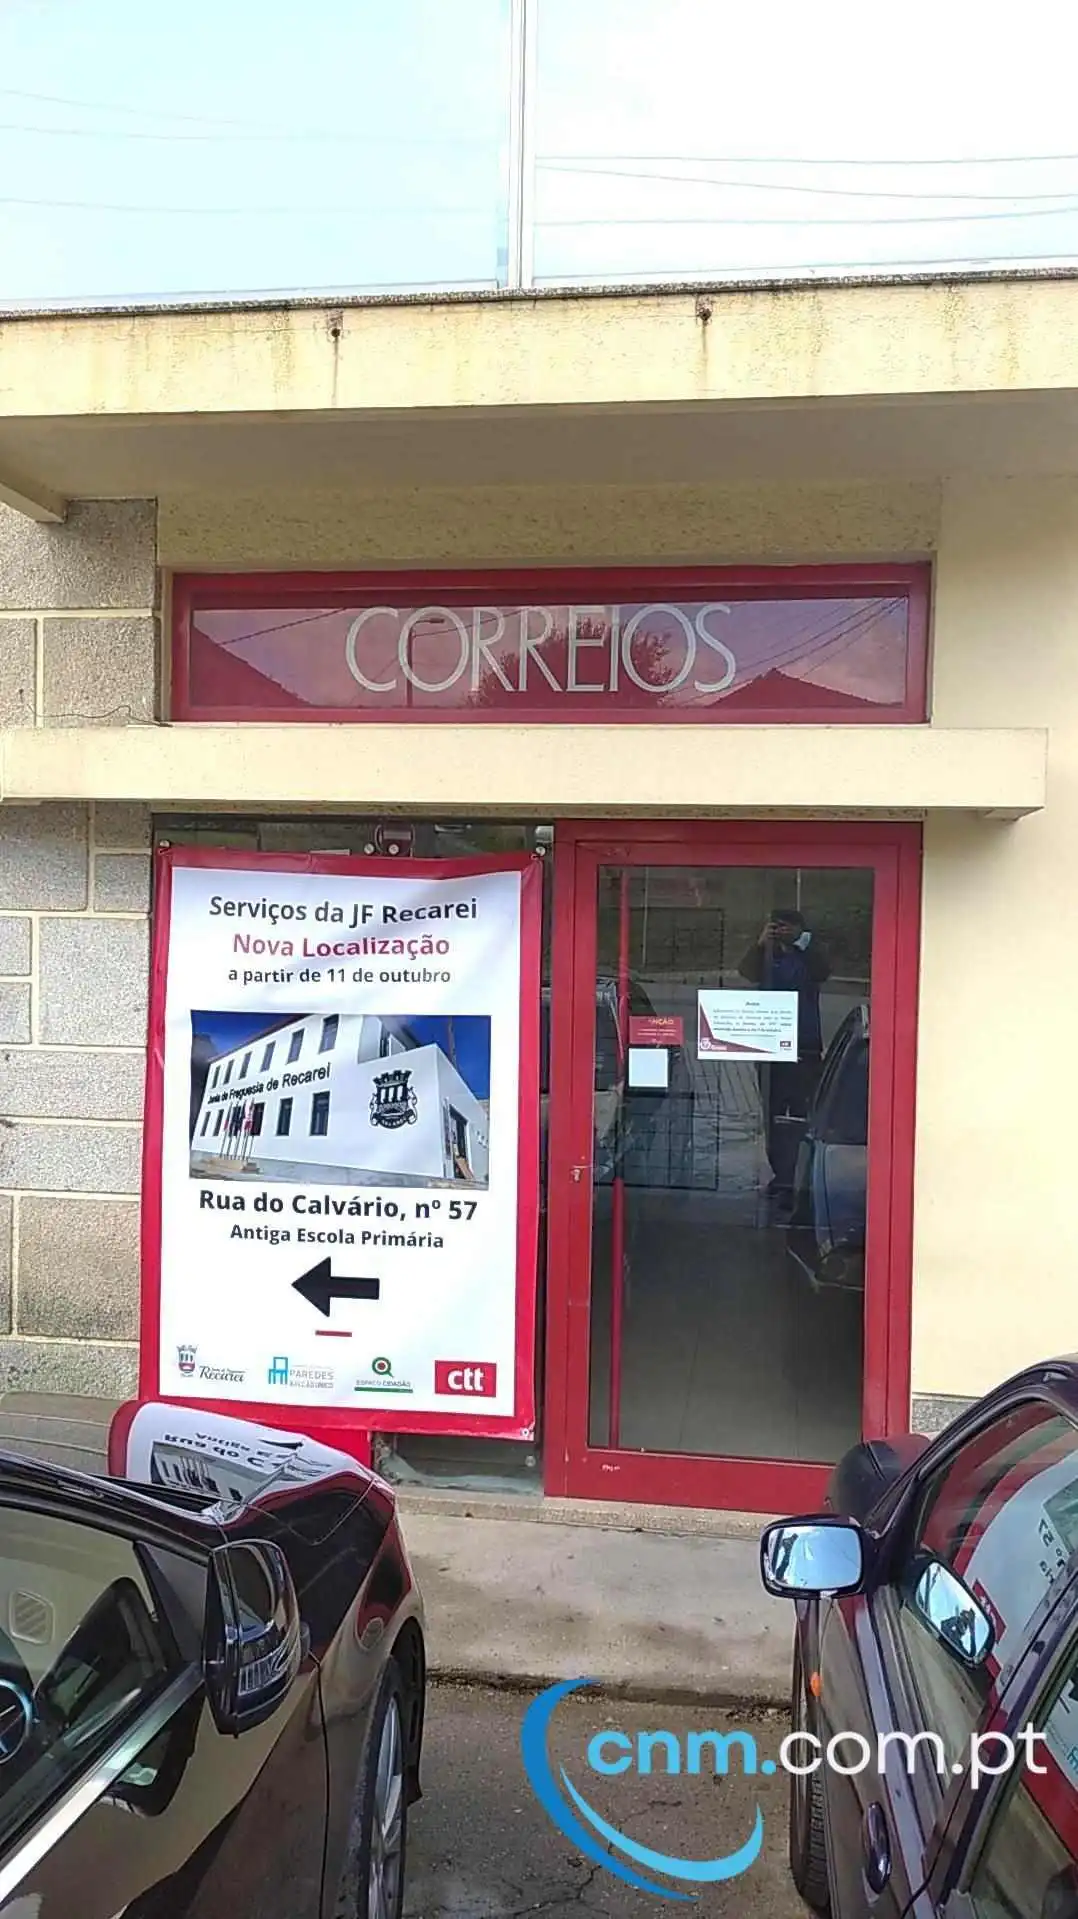 CORREIOS
Serviços da JF Recarei
Nova Localização
a partir de 11 de outubro
Junta de Freguesia de Recarei
Rua do Calvário, nº 57
Antiga Escola Primária
Recarei
PAREDES
ESPAÇO CIDADÃO
ctt
cnm.com.pt